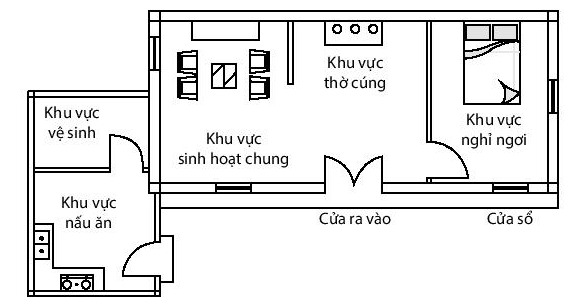 Khu vực
thờ cúng
Khu vực
vệ sinh
Khu vực
nghỉ ngơi
Khu vực
sinh hoạt chung
Khu vực
nấu ăn
Cửa ra vào
Cửa sổ